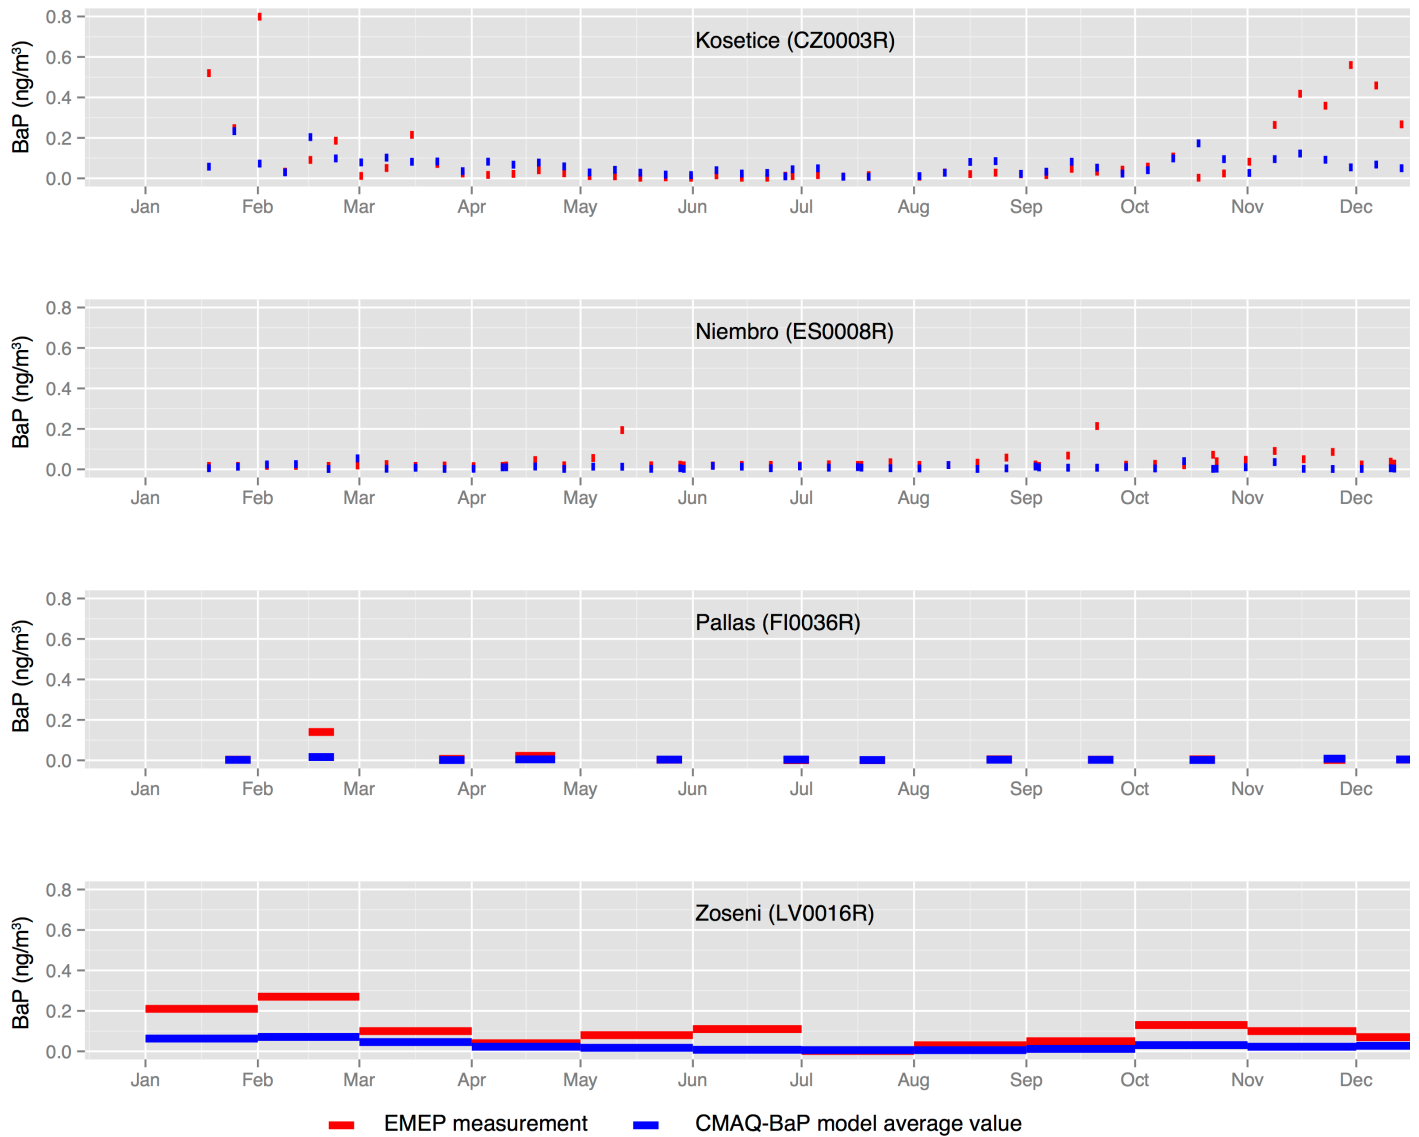 Kosetice (CZ0003R)
BaP (ng/m³)
0.8
0.6
0.4
0.2
0.0
Jan Feb Mar Apr May Jun Jul Aug Sep Oct Nov Dec
Niembro (ES0008R)
BaP (ng/m³)
0.8
0.6
0.4
0.2
0.0
Jan Feb Mar Apr May Jun Jul Aug Sep Oct Nov Dec
Pallas (FI0036R)
BaP (ng/m³)
0.8
0.6
0.4
0.2
0.0
Jan Feb Mar Apr May Jun Jul Aug Sep Oct Nov Dec
Zoseni (LV0016R)
BaP (ng/m³)
0.8
0.6
0.4
0.2
0.0
Jan Feb Mar Apr May Jun Jul Aug Sep Oct Nov Dec
EMEP measurement CMAQ-BaP model average value